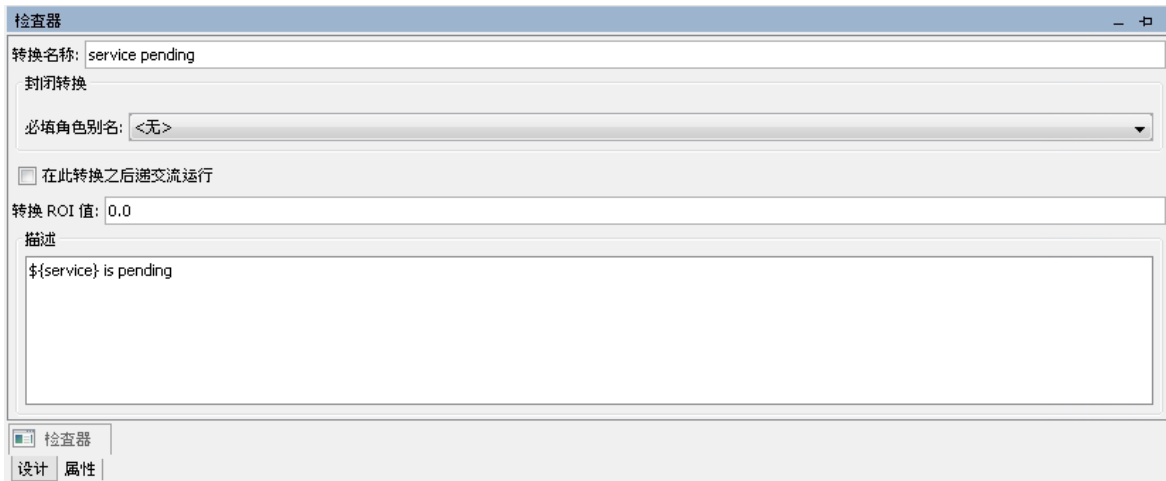 检查器
转换名称: service pending
封闭转换
必填角色别名: <无>
在此转换之后递交流运行
转换 ROI 值: 0.0
描述
${service} is pending
检查器
设计 属性